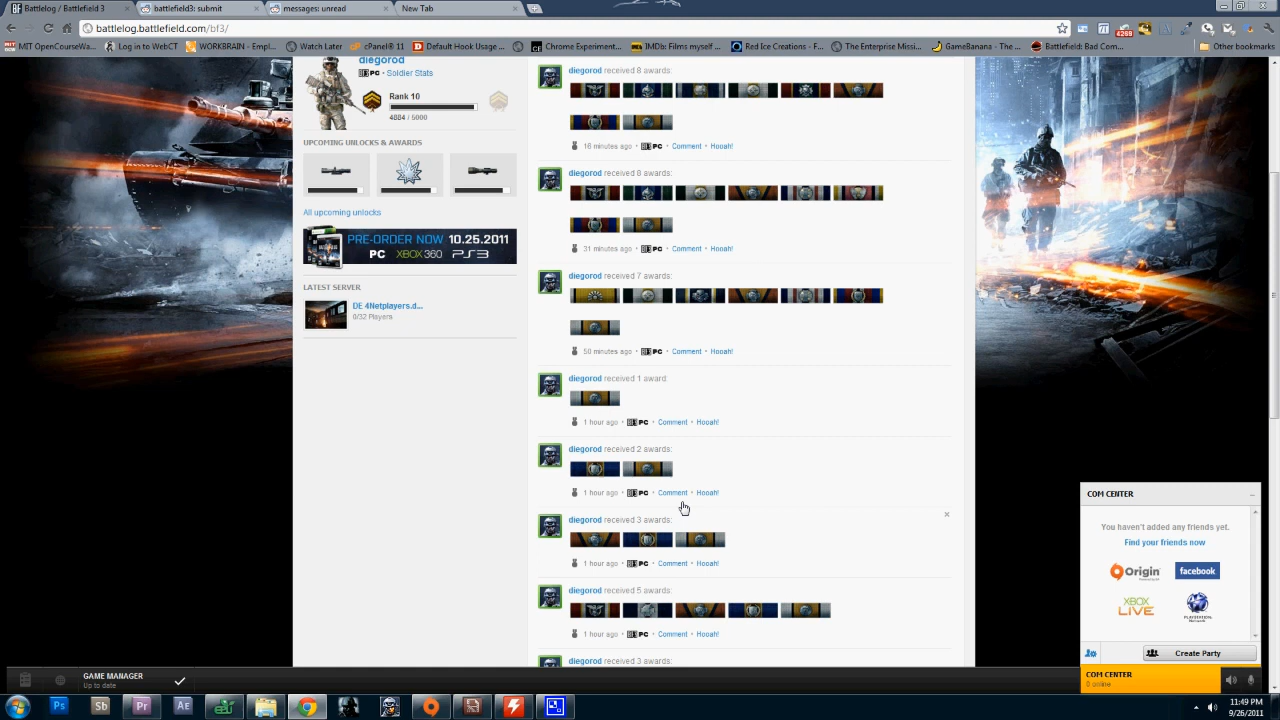 Battlelog / Battlefield 3
battlefield3: submit
messages: unread
New Tab
battlelog.battlefield.com/bf3/
MIT OpenCourseWa...
Log in to WebCT
WORKBRAIN - Empl...
Watch Later
cPanel® 11
Default Hook Usage ...
Chrome Experiment...
IMDb: Films myself ...
Red Ice Creations - F...
The Enterprise Missi...
GameBanana - The ...
Battlefield: Bad Com...
Other bookmarks
diegorod
PC • Soldier Stats
Rank 10
4884 / 5000
UPCOMING UNLOCKS & AWARDS
All upcoming unlocks
PRE-ORDER NOW 10.25.2011
PC XBOX360 PS3
LATEST SERVER
DE 4Netplayers.d...
0/32 Players
diegorod received 8 awards:
16 minutes ago • PC • Comment • Hooah!
diegorod received 8 awards:
31 minutes ago • PC • Comment • Hooah!
diegorod received 7 awards:
50 minutes ago • PC • Comment • Hooah!
diegorod received 1 award:
1 hour ago • PC • Comment • Hooah!
diegorod received 2 awards:
1 hour ago • PC • Comment • Hooah!
diegorod received 3 awards:
1 hour ago • PC • Comment • Hooah!
diegorod received 5 awards:
1 hour ago • PC • Comment • Hooah!
diegorod received 3 awards:
COM CENTER
You haven't added any friends yet.
Find your friends now
Origin
facebook
XBOX LIVE
Create Party
COM CENTER
0 online
GAME MANAGER
Up to date
Ps
Sb
Pr
Ae
11:49 PM
9/26/2011